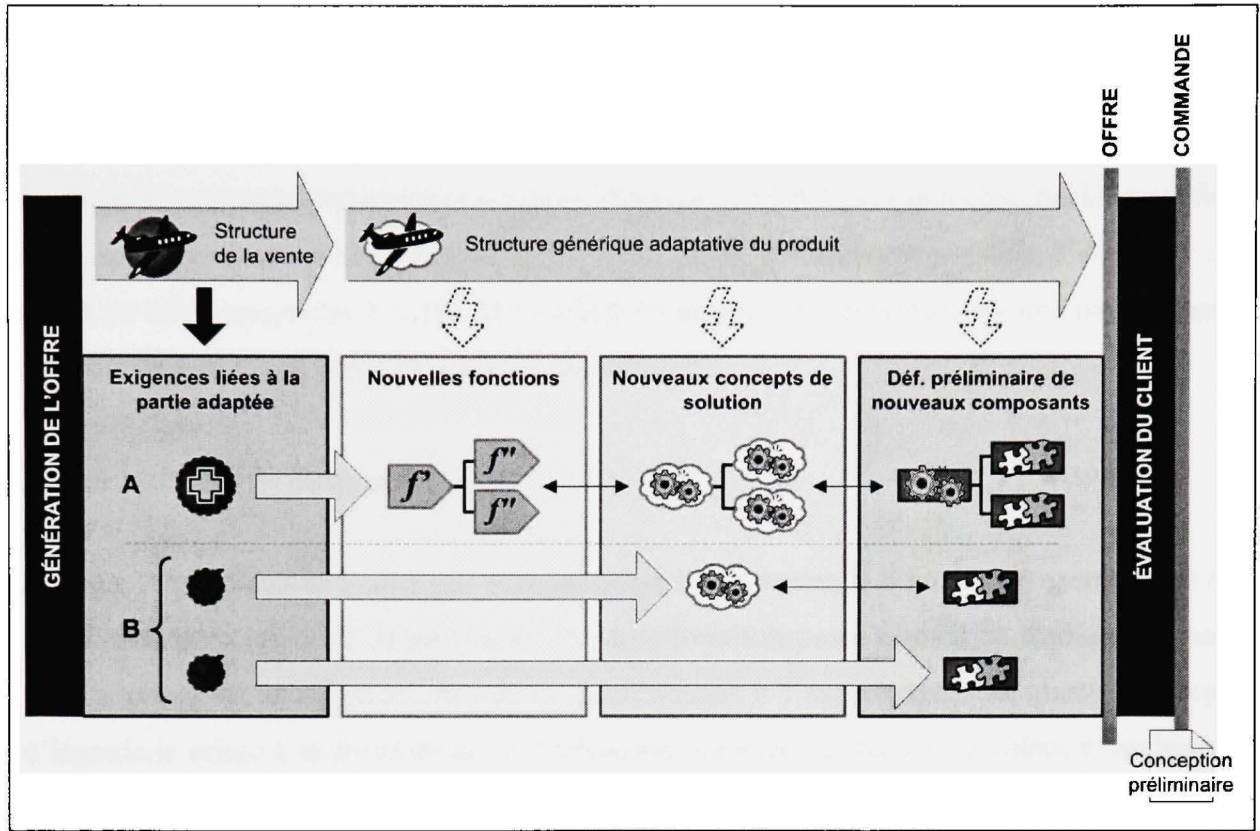 OFFRE
COMMANDE
GÉNÉRATION DE L'OFFRE
Structure
de la vente
Structure générique adaptative du produit
Exigences liées à la
partie adaptée
Nouvelles fonctions
Nouveaux concepts de
solution
Déf. préliminaire de
nouveaux composants
A
f'
f''
f''
B
ÉVALUATION DU CLIENT
Conception
préliminaire